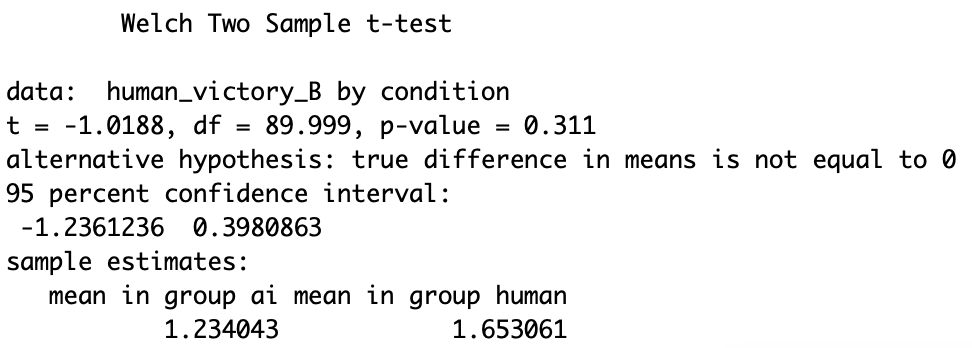 Welch Two Sample t-test
data:  human_victory_B by condition
t = -1.0188, df = 89.999, p-value = 0.311
alternative hypothesis: true difference in means is not equal to 0
95 percent confidence interval:
 -1.2361236  0.3980863
sample estimates:
   mean in group ai mean in group human
           1.234043            1.653061